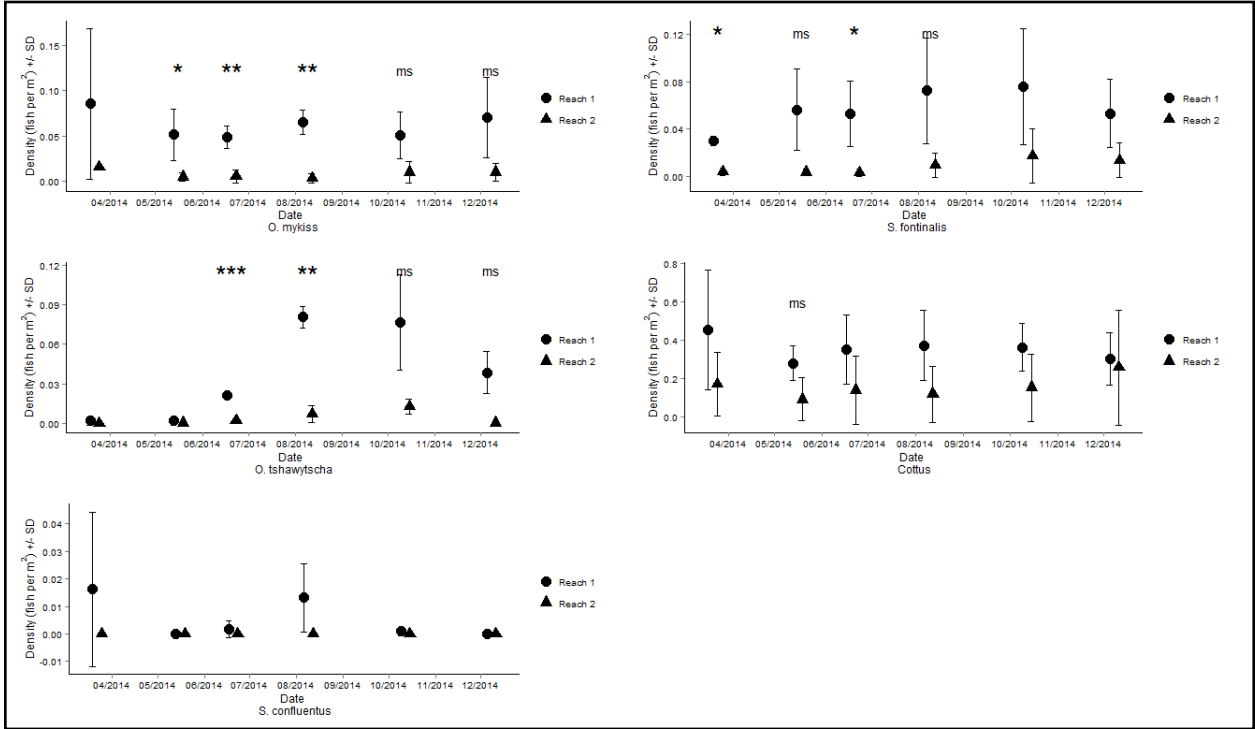 * ** ** ms ms
0.15
0.10
0.05
0.00
Density (fish per m²) +/- SD
04/2014 05/2014 06/2014 07/2014 08/2014 09/2014 10/2014 11/2014 12/2014
Date
O. mykiss
Reach 1
Reach 2
* ms * ms
0.12
0.08
0.04
0.00
Density (fish per m²) +/- SD
04/2014 05/2014 06/2014 07/2014 08/2014 09/2014 10/2014 11/2014 12/2014
Date
S. fontinalis
Reach 1
Reach 2
*** ** ms ms
0.12
0.09
0.06
0.03
0.00
Density (fish per m²) +/- SD
04/2014 05/2014 06/2014 07/2014 08/2014 09/2014 10/2014 11/2014 12/2014
Date
O. tshawytscha
Reach 1
Reach 2
ms
0.8
0.6
0.4
0.2
0.0
Density (fish per m²) +/- SD
04/2014 05/2014 06/2014 07/2014 08/2014 09/2014 10/2014 11/2014 12/2014
Date
Cottus
Reach 1
Reach 2
0.04
0.03
0.02
0.01
0.00
-0.01
Density (fish per m²) +/- SD
04/2014 05/2014 06/2014 07/2014 08/2014 09/2014 10/2014 11/2014 12/2014
Date
S. confluentus
Reach 1
Reach 2